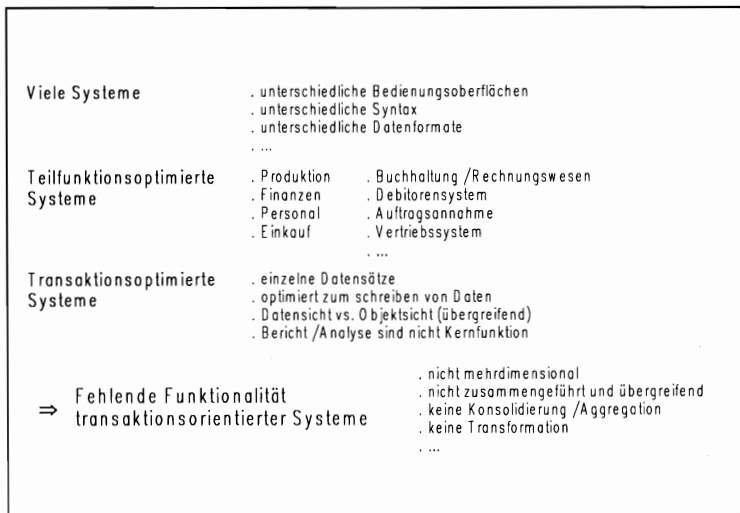 Viele Systeme . unterschiedliche Bedienungsoberflächen
. unterschiedliche Syntax
. unterschiedliche Datenformate
. ...
Teilfunktionsoptimierte . Produktion . Buchhaltung /Rechnungswesen
Systeme . Finanzen . Debitorensystem
. Personal . Auftragsannahme
. Einkauf . Vertriebssystem
. ...
Transaktionsoptimierte . einzelne Datensätze
Systeme . optimiert zum schreiben von Daten
. Datensicht vs. Objektsicht (übergreifend)
. Bericht /Analyse sind nicht Kernfunktion
⇒ Fehlende Funktionalität
transaktionsorientierter Systeme
. nicht mehrdimensional
. nicht zusammengeführt und übergreifend
. keine Konsolidierung /Aggregation
. keine Transformation
. ...